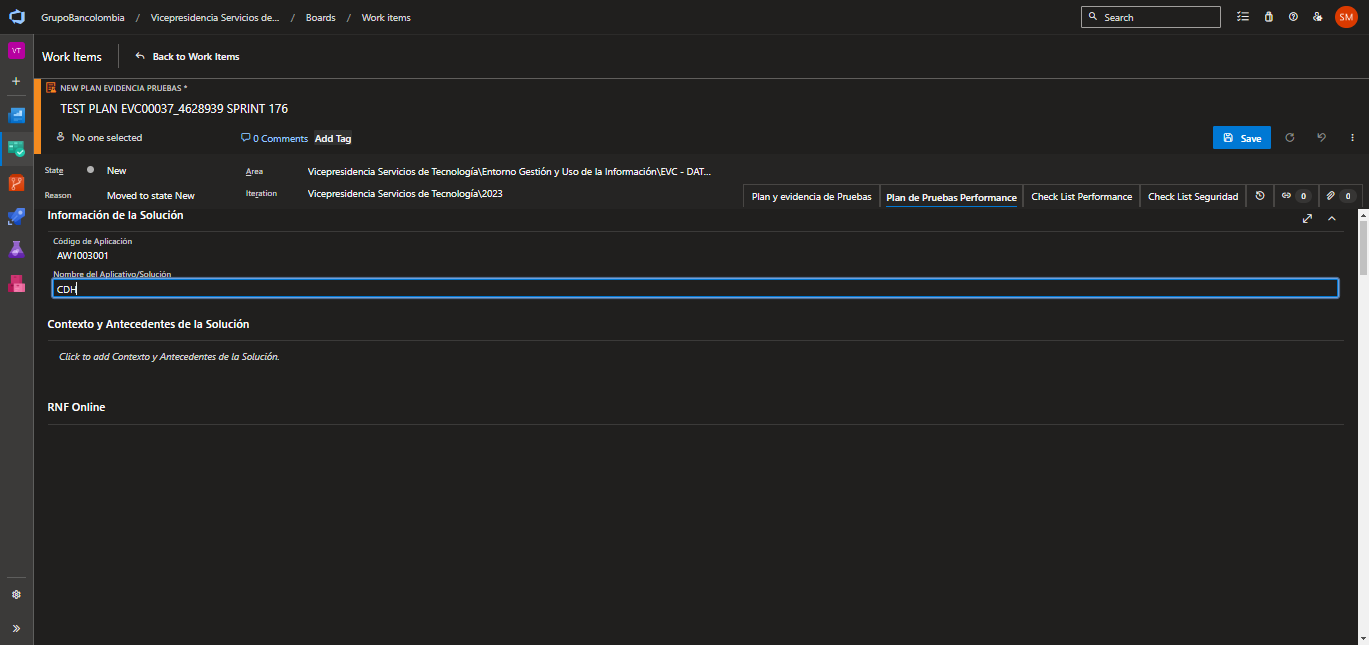 GrupoBancolombia / Vicepresidencia Servicios de... / Boards / Work items
Search
SM
VT
Work Items
Back to Work Items
NEW PLAN EVIDENCIA PRUEBAS *
TEST PLAN EVC00037_4628939 SPRINT 176
No one selected
0 Comments
Add Tag
Save
State
New
Area
Vicepresidencia Servicios de Tecnología\Entorno Gestión y Uso de la Información\EVC - DAT...
Reason
Moved to state New
Iteration
Vicepresidencia Servicios de Tecnología\2023
Plan y evidencia de Pruebas
Plan de Pruebas Performance
Check List Performance
Check List Seguridad
0
0
Información de la Solución
Código de Aplicación
AW1003001
Nombre del Aplicativo/Solución
CDH
Contexto y Antecedentes de la Solución
Click to add Contexto y Antecedentes de la Solución.
RNF Online